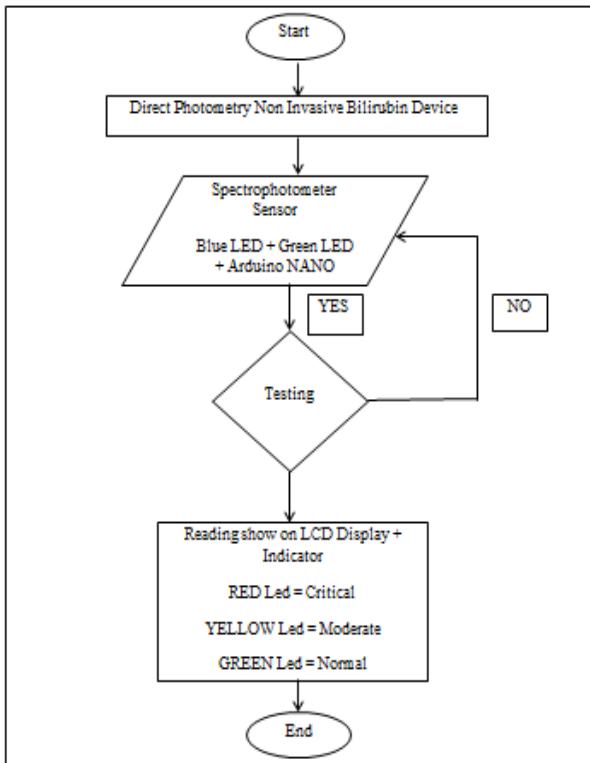 Start
Direct Photometry Non Invasive Bilirubin Device
Spectrophotometer
Sensor
Blue LED + Green LED
+ Arduino NANO
YES
NO
Testing
Reading show on LCD Display +
Indicator
RED Led = Critical
YELLOW Led = Moderate
GREEN Led = Normal
End